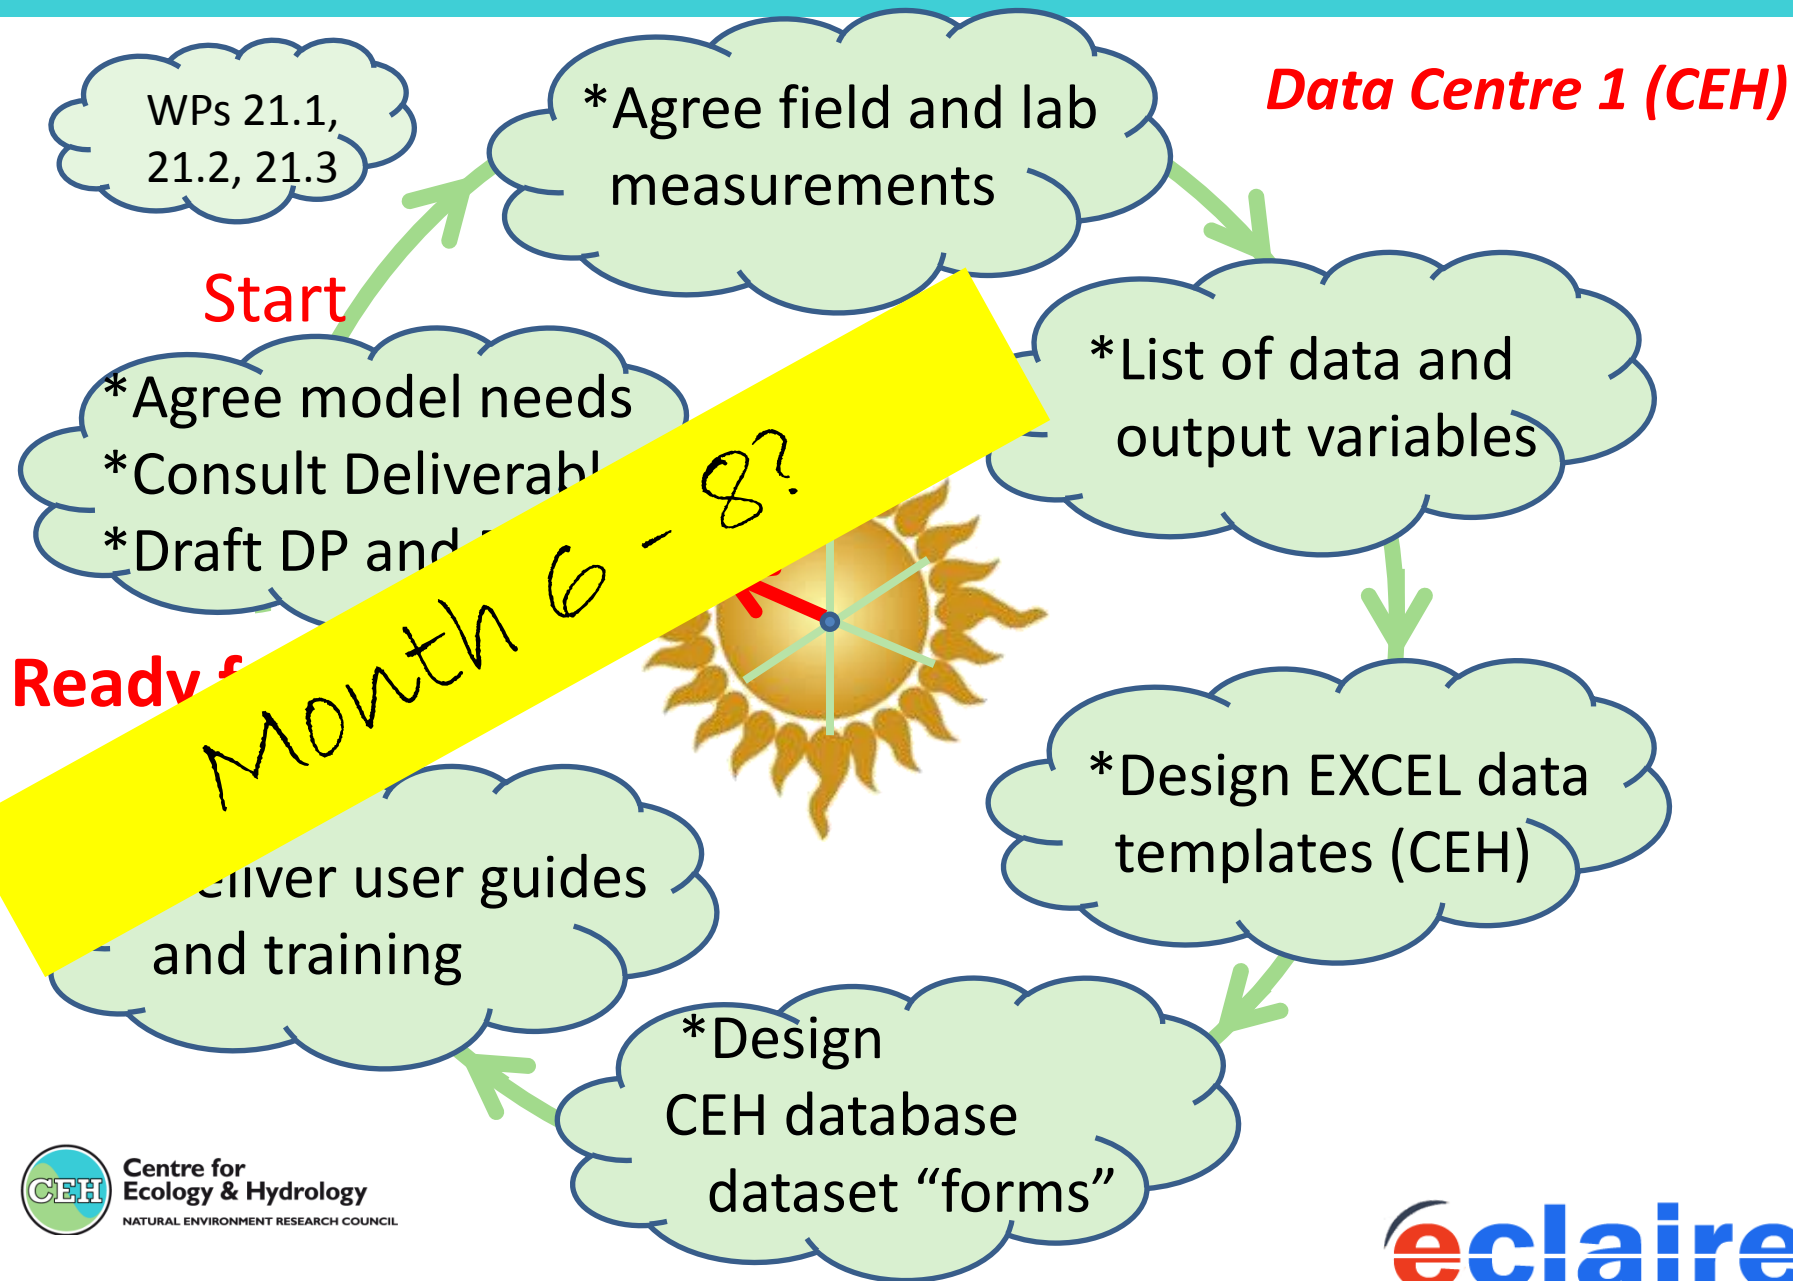 Data Centre 1 (CEH)
WPs 21.1,
21.2, 21.3
*Agree field and lab
measurements
Start
*List of data and
output variables
*Agree model needs
*Consult
*Draft DP and
Month 6 - 8?
Ready
*Design EXCEL data
templates (CEH)
user guides
and training
*Design
CEH database
dataset “forms”
CEH
Centre for
Ecology & Hydrology
NATURAL ENVIRONMENT RESEARCH COUNCIL
eclaire